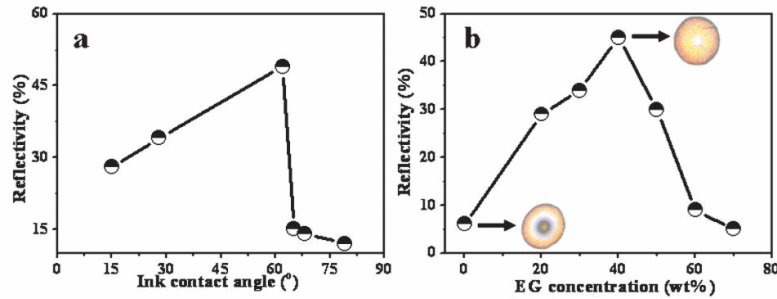 a
60
45
30
15
Reflectivity (%)
0 15 30 45 60 75 90
Ink contact angle (°)
b
50
40
30
20
10
0
Reflectivity (%)
0 20 40 60 80
EG concentration (wt%)